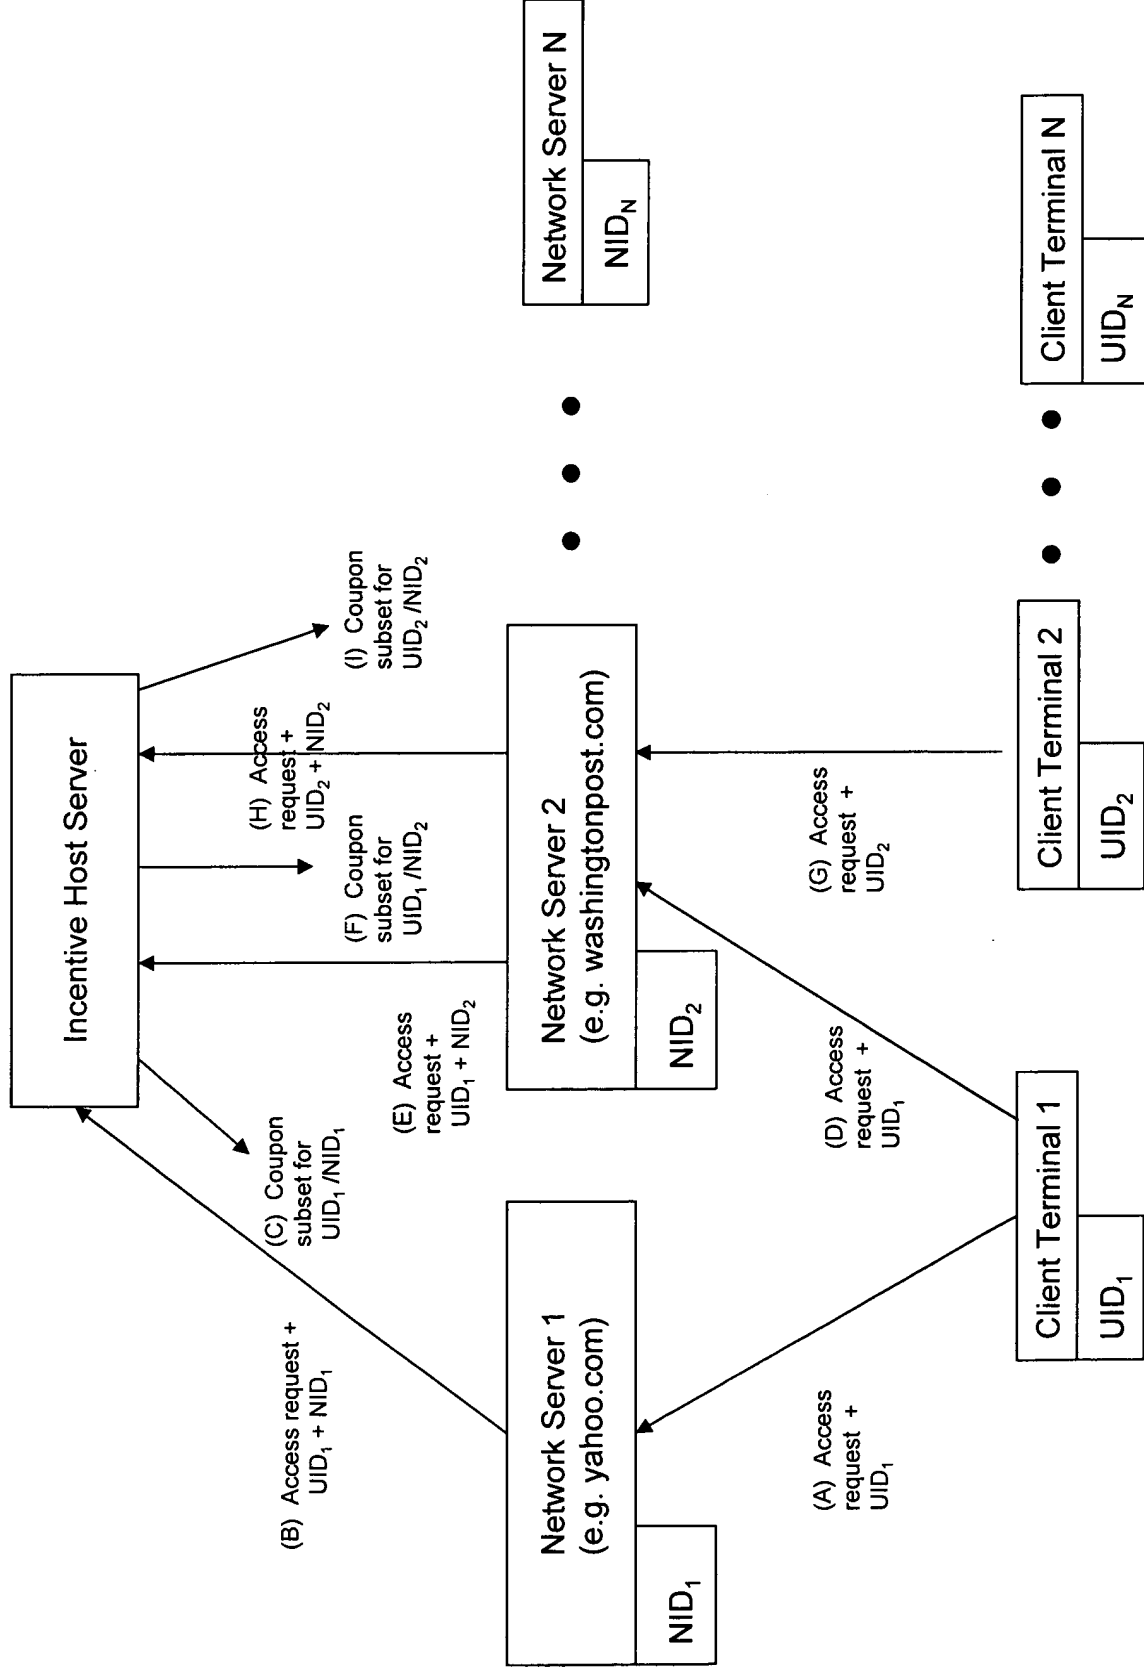 Incentive Host Server
(B) Access request +
UID₁ + NID₁
(C) Coupon
subset for
UID₁ /NID₁
(E) Access
request +
UID₁ + NID₂
(F) Coupon
subset for
UID₁ /NID₂
(H) Access
request +
UID₂ + NID₂
(I) Coupon
subset for
UID₂ /NID₂
Network Server 1
(e.g. yahoo.com)
NID₁
Network Server 2
(e.g. washingtonpost.com)
NID₂
Network Server N
NID_N
(A) Access
request +
UID₁
(D) Access
request +
UID₁
(G) Access
request +
UID₂
Client Terminal 1
UID₁
Client Terminal 2
UID₂
Client Terminal N
UID_N